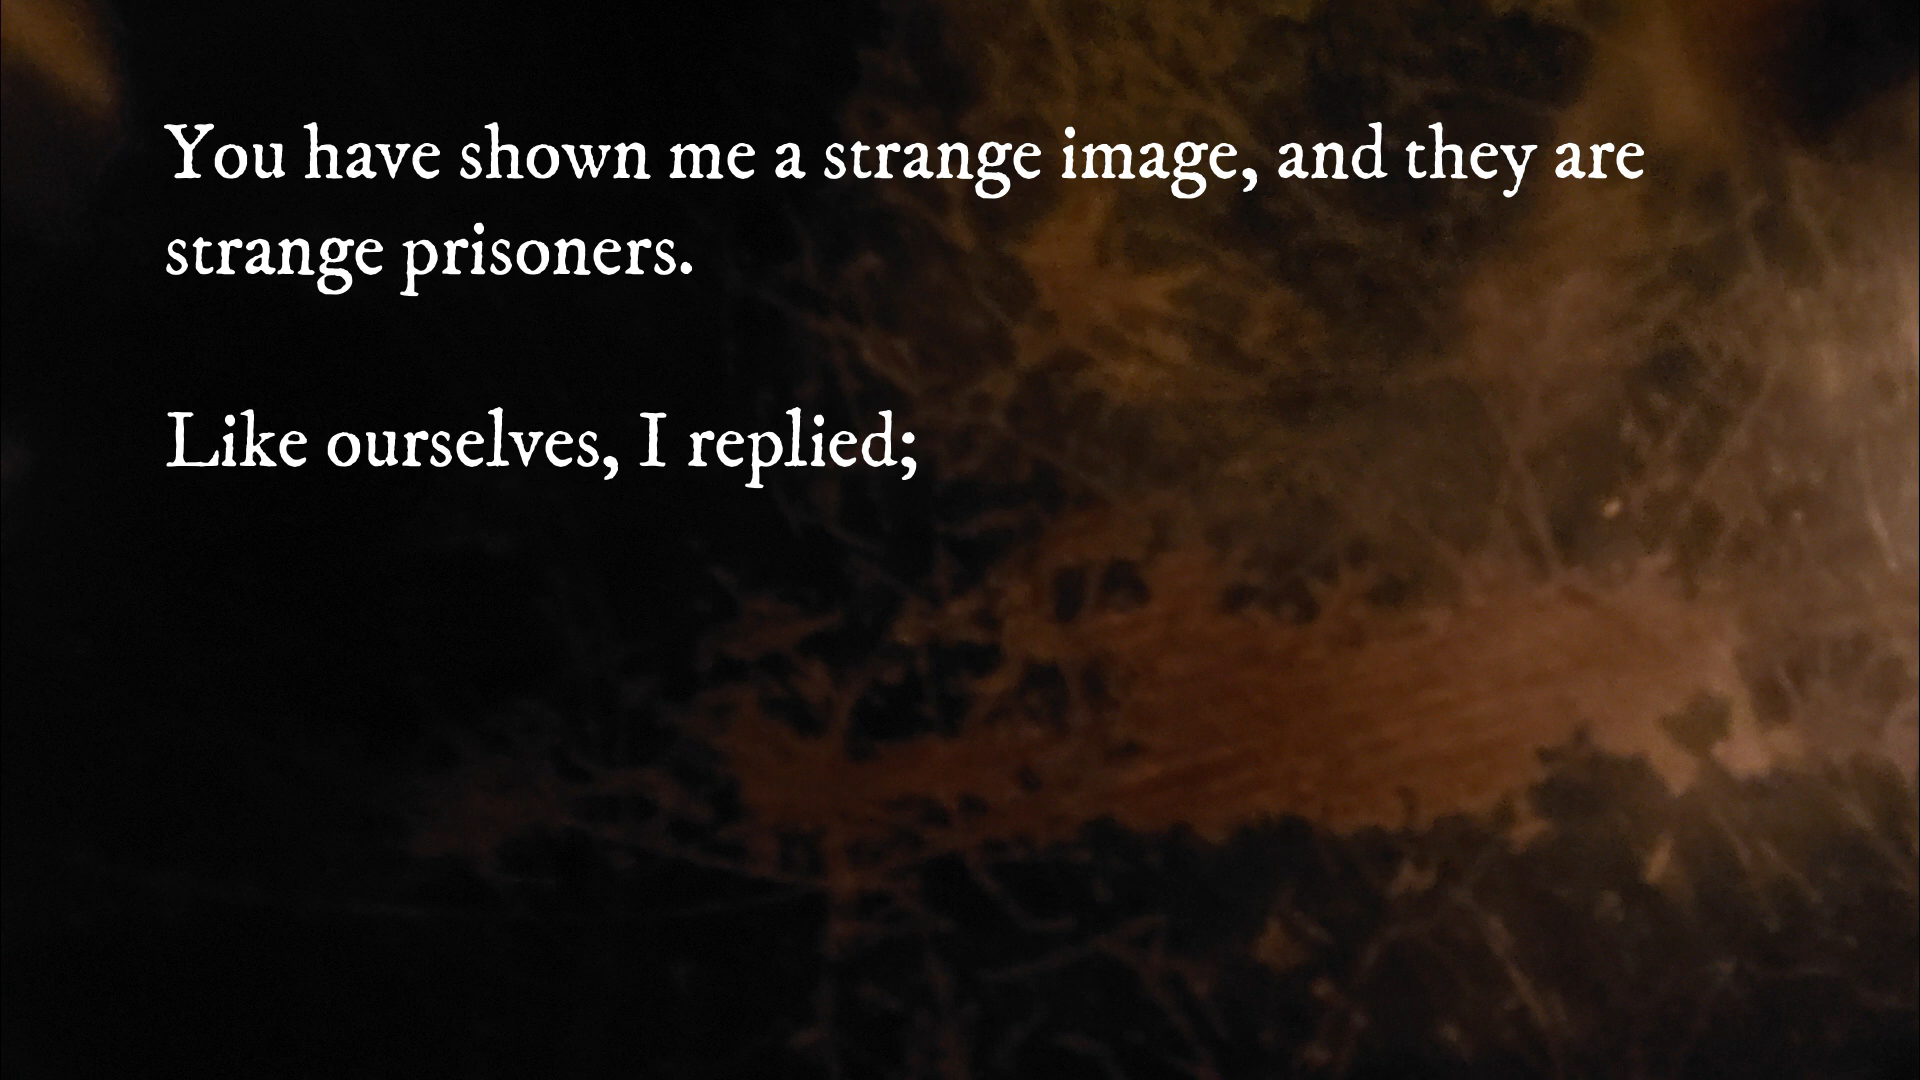 You have shown me a strange image, and they are
strange prisoners.
Like ourselves, I replied;